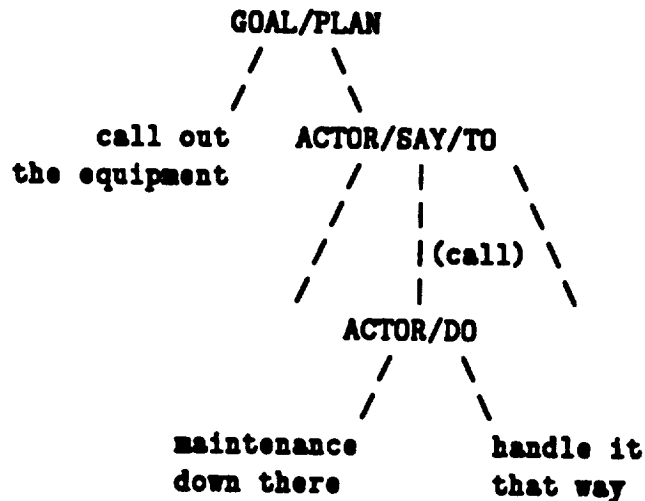 GOAL/PLAN
call out ACTOR/SAY/TO
the equipment
(call)
ACTOR/DO
maintenance handle it
down there that way